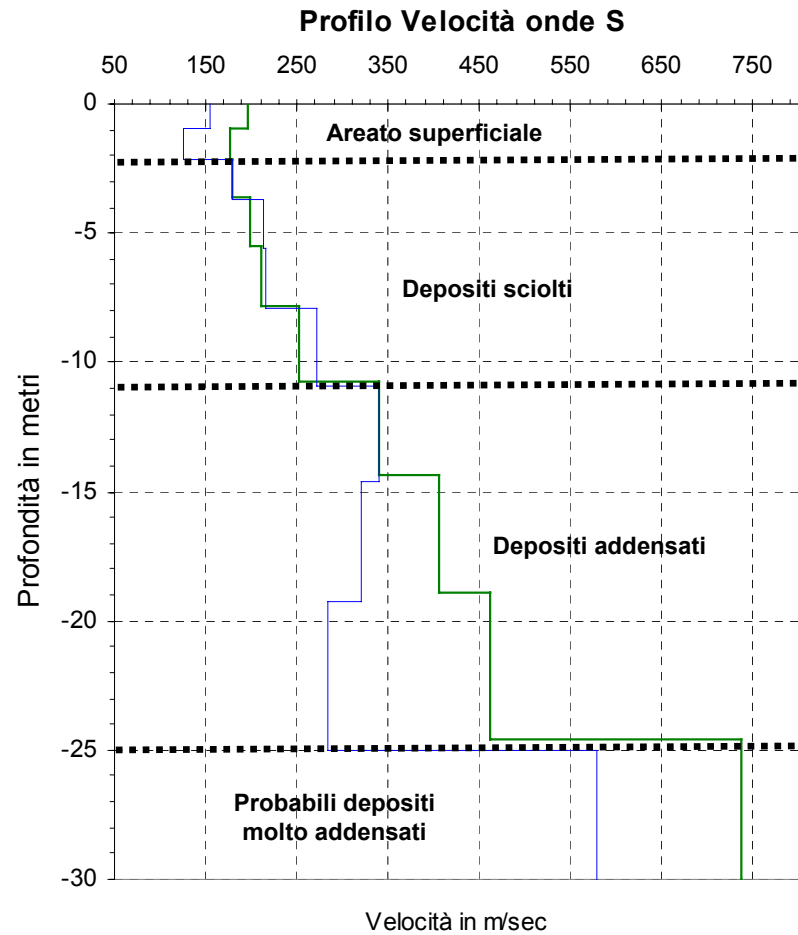 Profilo Velocità onde S
50 150 250 350 450 550 650 750
0
Areato superficiale
-5
Depositi sciolti
-10
Profondità in metri
-15
Depositi addensati
-20
-25
Probabili depositi
molto addensati
-30
Velocità in m/sec